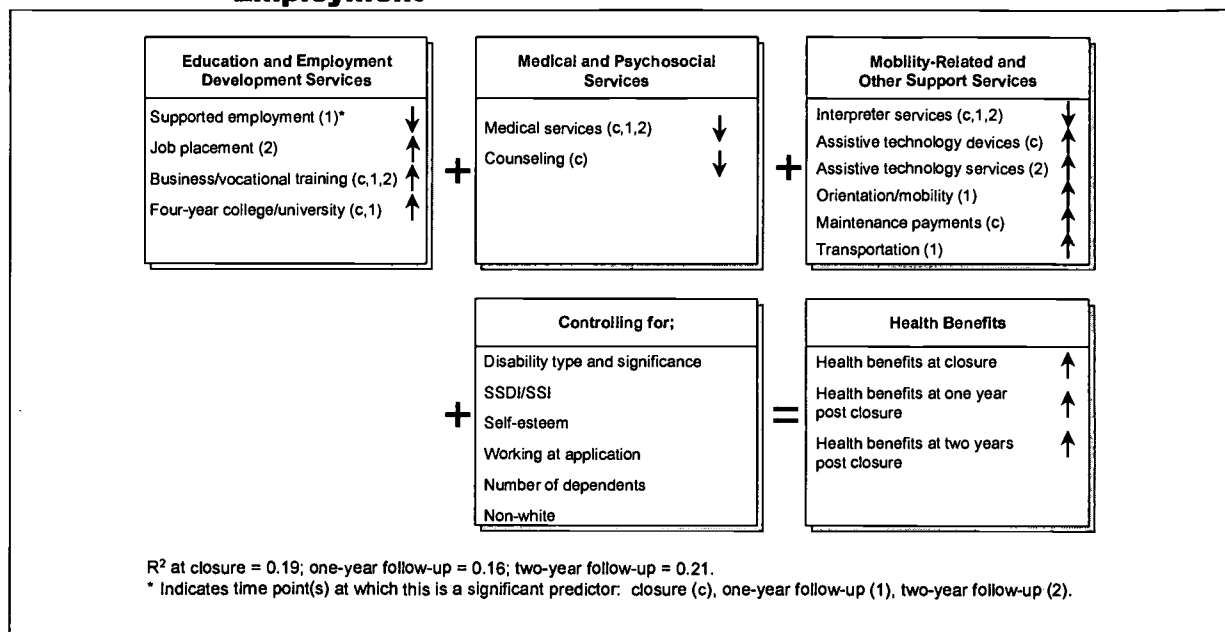 Employment
Education and Employment
Development Services
Supported employment (1)* ↓
Job placement (2) ↑
Business/vocational training (c,1,2) ↑
Four-year college/university (c,1) ↑
+
Medical and Psychosocial
Services
Medical services (c,1,2) ↓
Counseling (c) ↓
+
Mobility-Related and
Other Support Services
Interpreter services (c,1,2) ↓
Assistive technology devices (c) ↑
Assistive technology services (2) ↑
Orientation/mobility (1) ↑
Maintenance payments (c) ↑
Transportation (1) ↑
+
Controlling for;
Disability type and significance
SSDI/SSI
Self-esteem
Working at application
Number of dependents
Non-white
=
Health Benefits
Health benefits at closure ↑
Health benefits at one year
post closure ↑
Health benefits at two years
post closure ↑
R² at closure = 0.19; one-year follow-up = 0.16; two-year follow-up = 0.21.
* Indicates time point(s) at which this is a significant predictor: closure (c), one-year follow-up (1), two-year follow-up (2).